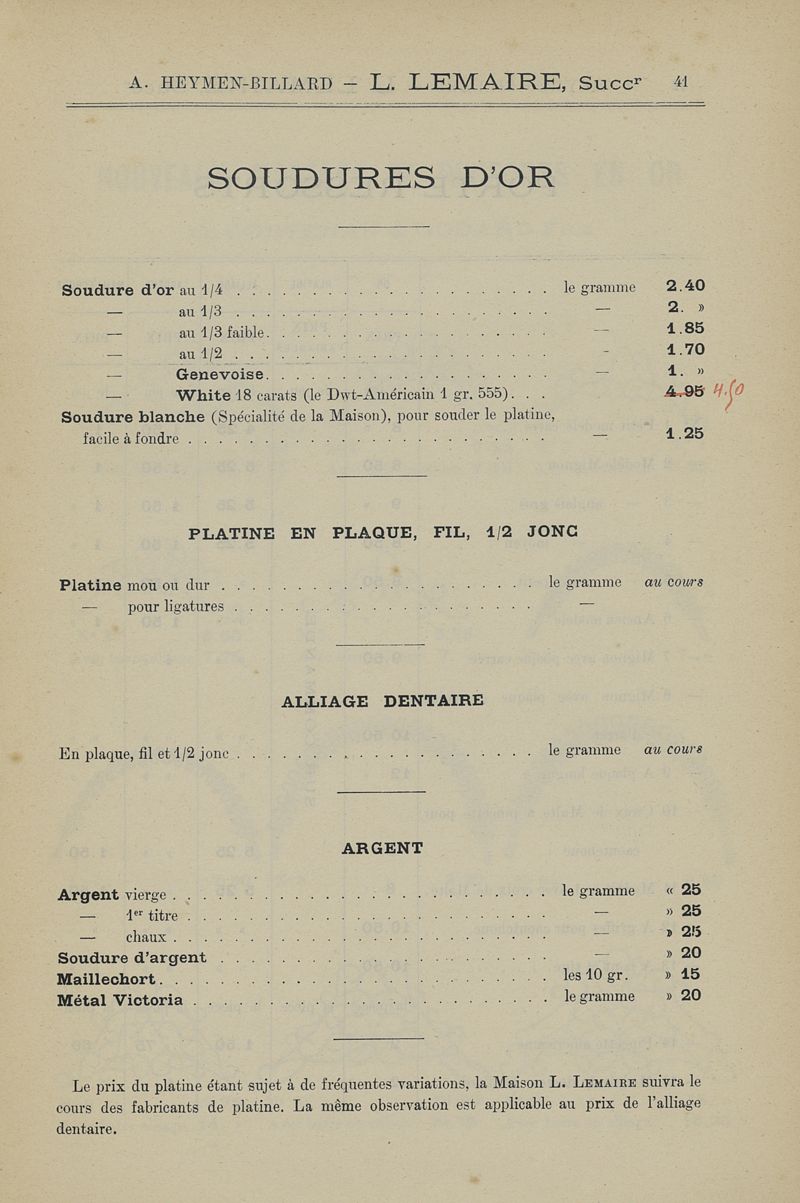 A. HEYMEN-BILLARD – L. LEMAIRE, Succr 41
SOUDURES D'OR
Soudure d'or au 1/4 . . . . . . . . . . . . . . . . . . . . . le gramme 2.40
— au 1/3 . . . . . . . . . . . . . . . . . . . . . — 2. »
— au 1/3 faible. . . . . . . . . . . . . . . . . . . — 1.85
— au 1/2 . . . . . . . . . . . . . . . . . . . . . - 1.70
— Genevoise. . . . . . . . . . . . . . . . . . . — 1. »
— White 18 carats (le Dwt-Américain 1 gr. 555). . . 4.95 4.50
Soudure blanche (Spécialité de la Maison), pour souder le platine,
facile à fondre . . . . . . . . . . . . . . . . . . . . . . . . — 1.25
PLATINE EN PLAQUE, FIL, 1/2 JONC
Platine mou ou dur . . . . . . . . . . . . . . . . . . . . . le gramme au cours
— pour ligatures . . . . . . . . . . . . . . . . . . . . —
ALLIAGE DENTAIRE
En plaque, fil et 1/2 jonc . . . . . . . . . . . . . . . . . . . . le gramme au cours
ARGENT
Argent vierge . . . . . . . . . . . . . . . . . . . . . . . . . le gramme « 25
— 1er titre . . . . . . . . . . . . . . . . . . . . . . . . — » 25
— chaux . . . . . . . . . . . . . . . . . . . . . . . . . — » 25
Soudure d'argent . . . . . . . . . . . . . . . . . . . . . . — » 20
Maillechort. . . . . . . . . . . . . . . . . . . . . . . . . . les 10 gr. » 15
Métal Victoria . . . . . . . . . . . . . . . . . . . . . . . . le gramme » 20
Le prix du platine étant sujet à de fréquentes variations, la Maison L. LEMAIRE suivra le
cours des fabricants de platine. La même observation est applicable au prix de l'alliage
dentaire.